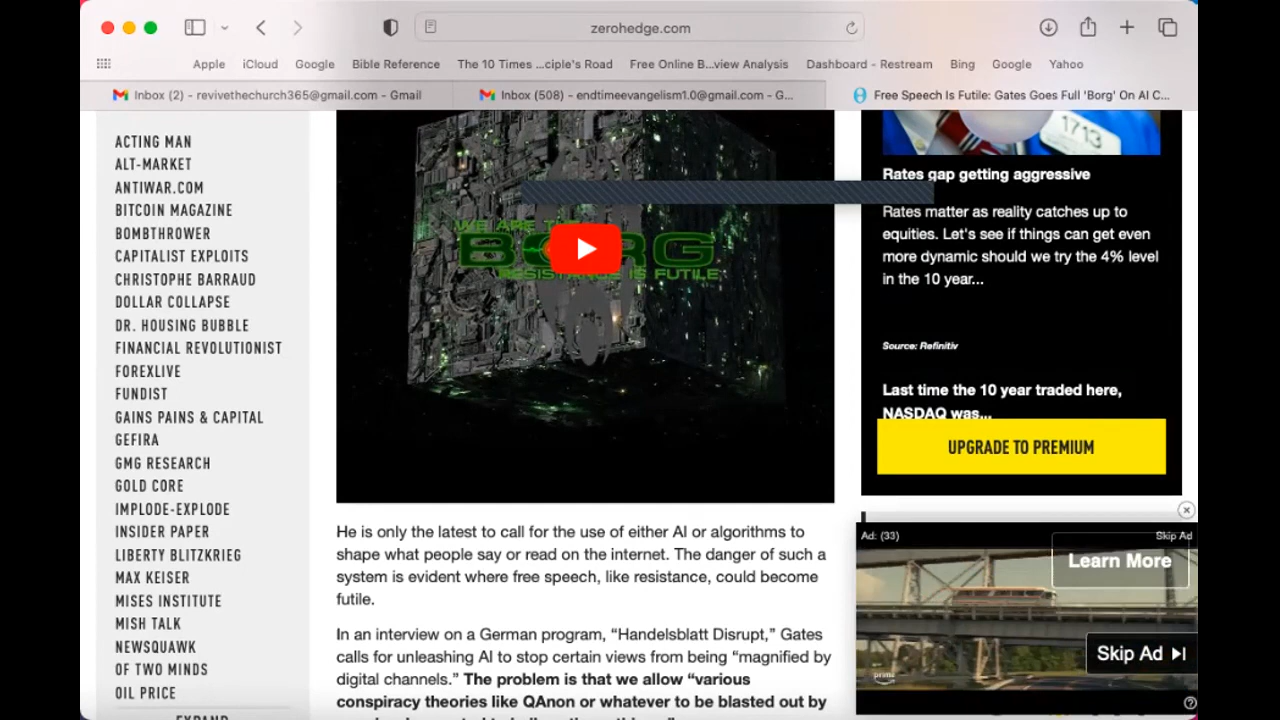 zerohedge.com
Apple iCloud Google Bible Reference The 10 Times ...ciple's Road Free Online B...view Analysis Dashboard - Restream Bing Google Yahoo
Inbox (2) - revivethechurch365@gmail.com - Gmail
Inbox (508) - endtimeevangelism1.0@gmail.com - G...
Free Speech Is Futile: Gates Goes Full 'Borg' On AI C...
ACTING MAN
ALT-MARKET
ANTIWAR.COM
BITCOIN MAGAZINE
BOMBTHROWER
CAPITALIST EXPLOITS
CHRISTOPHE BARRAUD
DOLLAR COLLAPSE
DR. HOUSING BUBBLE
FINANCIAL REVOLUTIONIST
FOREXLIVE
FUNDIST
GAINS PAINS & CAPITAL
GEFIRA
GMG RESEARCH
GOLD CORE
IMPLODE-EXPLODE
INSIDER PAPER
LIBERTY BLITZKRIEG
MAX KEISER
MISES INSTITUTE
MISH TALK
NEWSQUAWK
OF TWO MINDS
OIL PRICE
EXPAND
WE ARE THE
BORG
RESISTANCE IS FUTILE
He is only the latest to call for the use of either AI or algorithms to
shape what people say or read on the internet. The danger of such a
system is evident where free speech, like resistance, could become
futile.
In an interview on a German program, “Handelsblatt Disrupt,” Gates
calls for unleashing AI to stop certain views from being “magnified by
digital channels.” The problem is that we allow “various
conspiracy theories like QAnon or whatever to be blasted out by
1713
Rates gap getting aggressive
Rates matter as reality catches up to
equities. Let's see if things can get even
more dynamic should we try the 4% level
in the 10 year...
Source: Refinitiv
Last time the 10 year traded here,
NASDAQ was...
UPGRADE TO PREMIUM
Ad: (33)
Skip Ad
Learn More
Skip Ad
prime